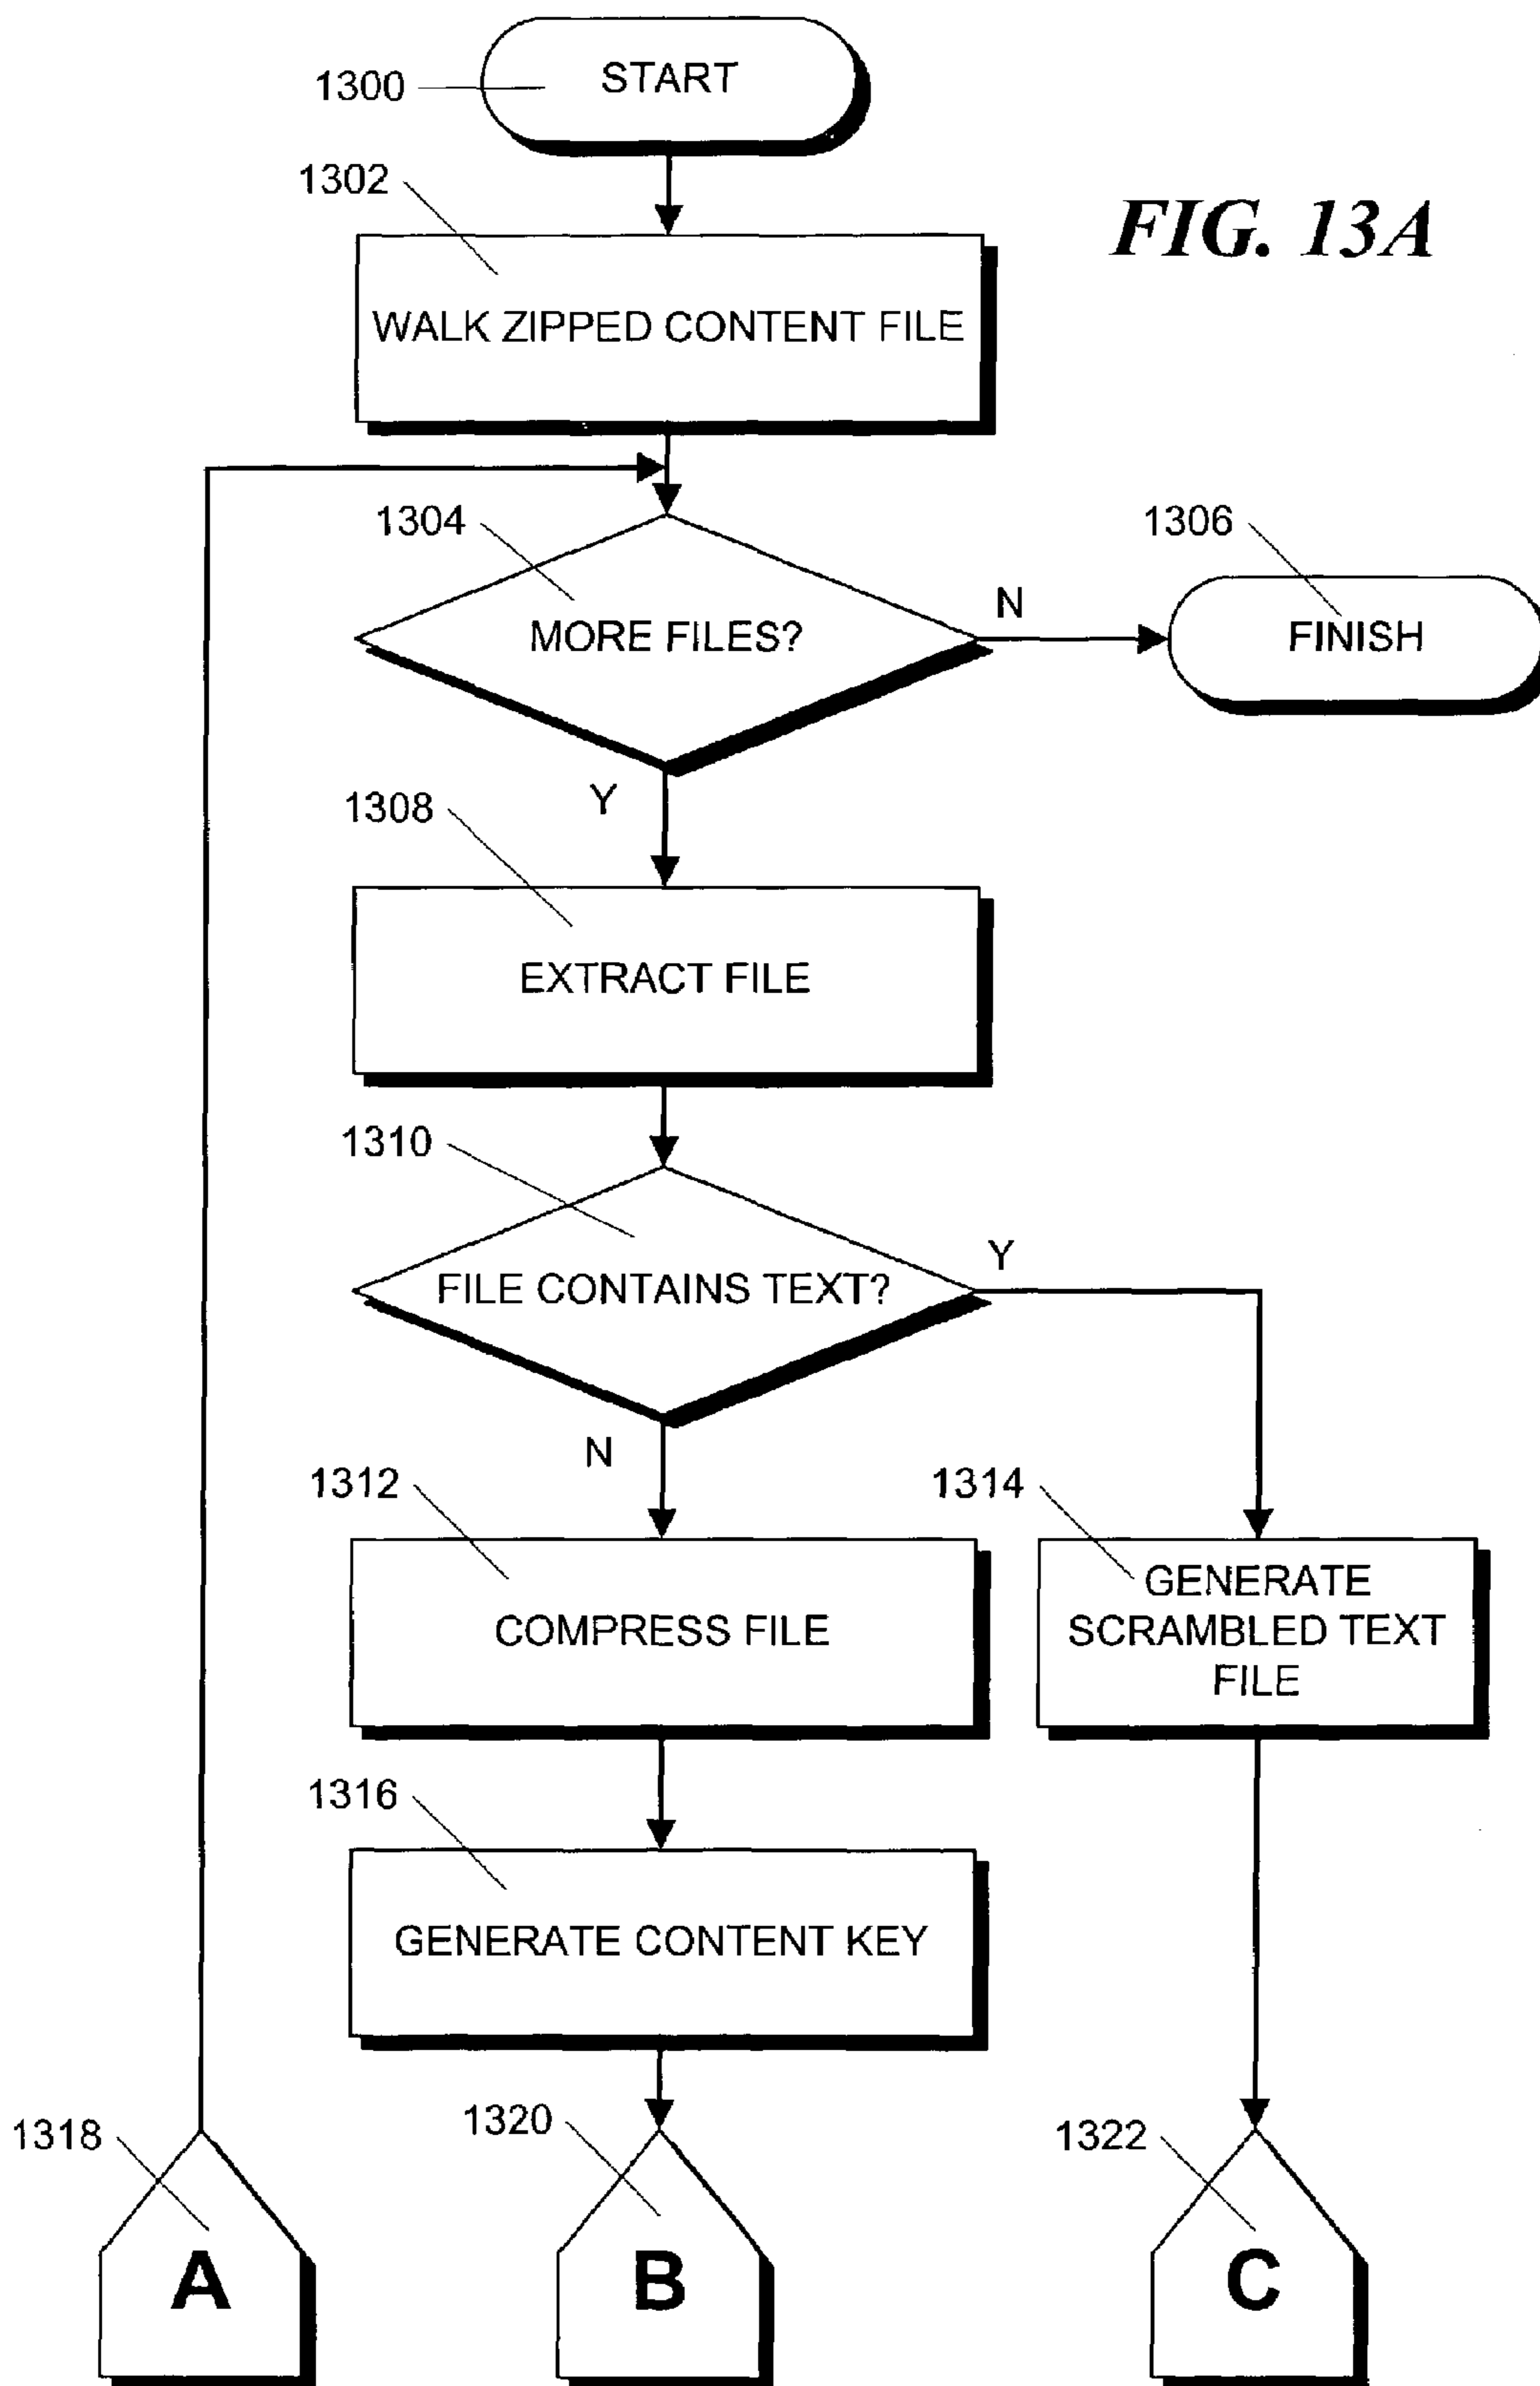 1300
START
1302
FIG. 13A
WALK ZIPPED CONTENT FILE
1304
1306
MORE FILES?
N
FINISH
Y
1308
EXTRACT FILE
1310
FILE CONTAINS TEXT?
Y
N
1312
1314
COMPRESS FILE
GENERATE
SCRAMBLED TEXT
FILE
1316
GENERATE CONTENT KEY
1318
1320
1322
A
B
C